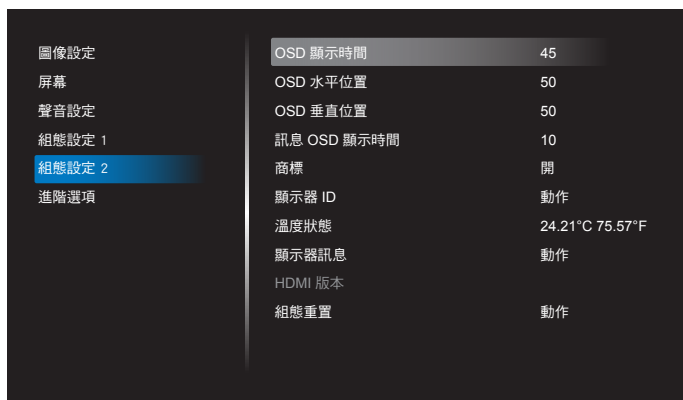 圖像設定
屏幕
聲音設定
組態設定 1
組態設定 2
進階選項
OSD 顯示時間 45
OSD 水平位置 50
OSD 垂直位置 50
訊息 OSD 顯示時間 10
商標 開
顯示器 ID 動作
溫度狀態 24.21°C 75.57°F
顯示器訊息 動作
HDMI 版本
組態重置 動作